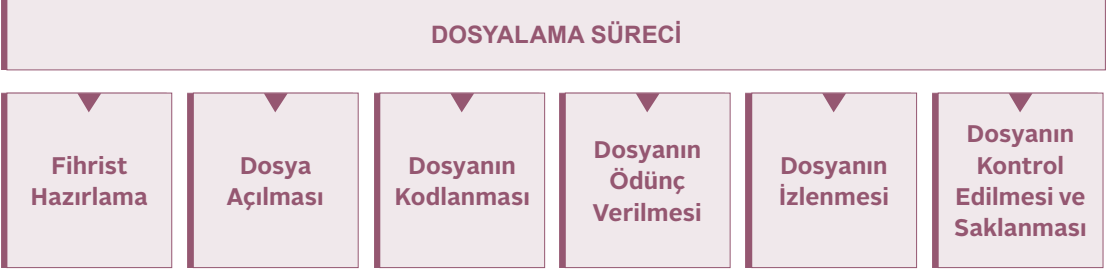 DOSYALAMA SÜRECİ
Fihrist
Hazırlama
Dosya
Açılması
Dosyanın
Kodlanması
Dosyanın
Ödünç
Verilmesi
Dosyanın
İzlenmesi
Dosyanın
Kontrol
Edilmesi ve
Saklanması